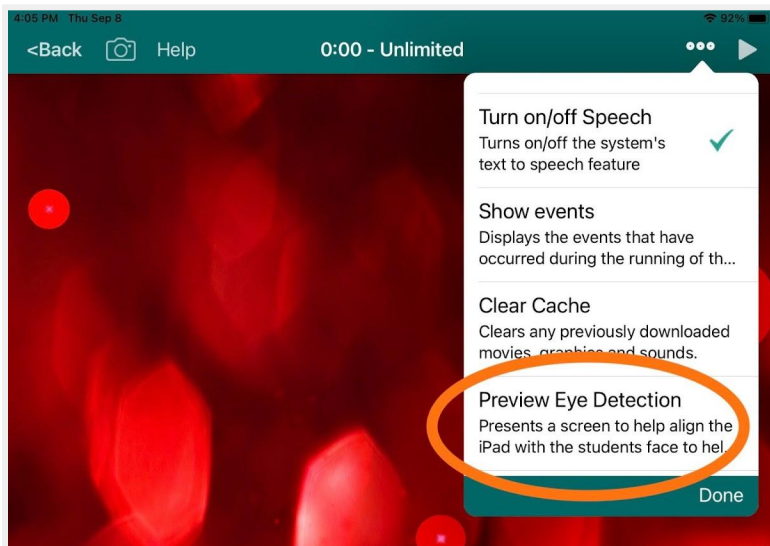 4:05 PM Thu Sep 8
92%
<Back
Help
0:00 - Unlimited
Turn on/off Speech
Turns on/off the system's
text to speech feature
Show events
Displays the events that have
occurred during the running of th...
Clear Cache
Clears any previously downloaded
movies, graphics and sounds.
Preview Eye Detection
Presents a screen to help align the
iPad with the students face to hel...
Done